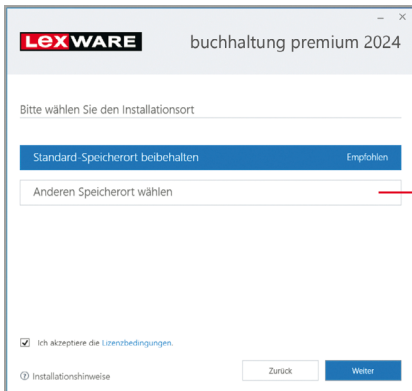 LEXWARE
buchhaltung premium 2024
Bitte wählen Sie den Installationsort
Standard-Speicherort beibehalten Empfohlen
Anderen Speicherort wählen
Ich akzeptiere die Lizenzbedingungen.
Installationshinweise
Zurück
Weiter